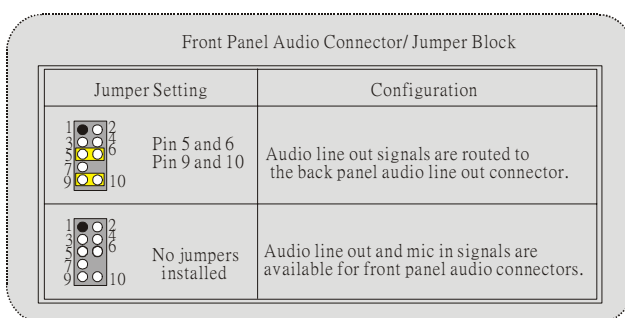 Front Panel Audio Connector/ Jumper Block
Jumper Setting
Configuration
1 2
3 4
5 6
7
9 10
Pin 5 and 6
Pin 9 and 10
Audio line out signals are routed to
the back panel audio line out connector.
1 2
3 4
5 6
7
9 10
No jumpers
installed
Audio line out and mic in signals are
available for front panel audio connectors.